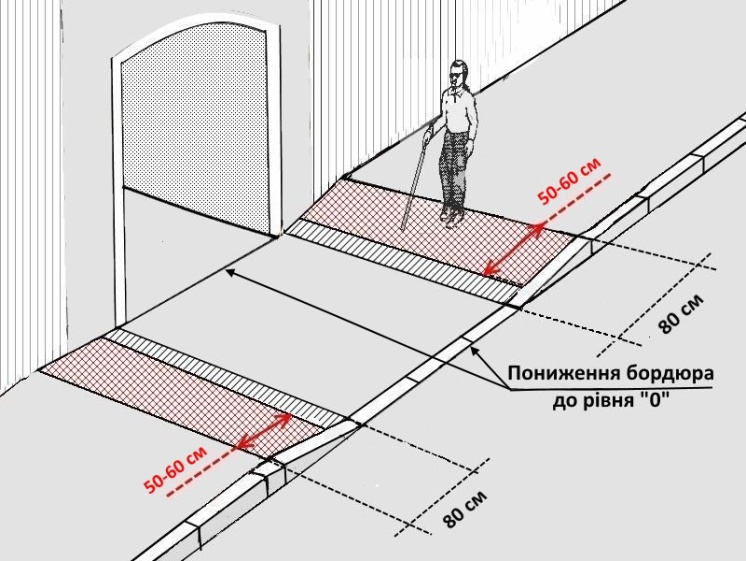 50-60 см
80 см
Пониження бордюра
до рівня "0"
50-60 см
80 см